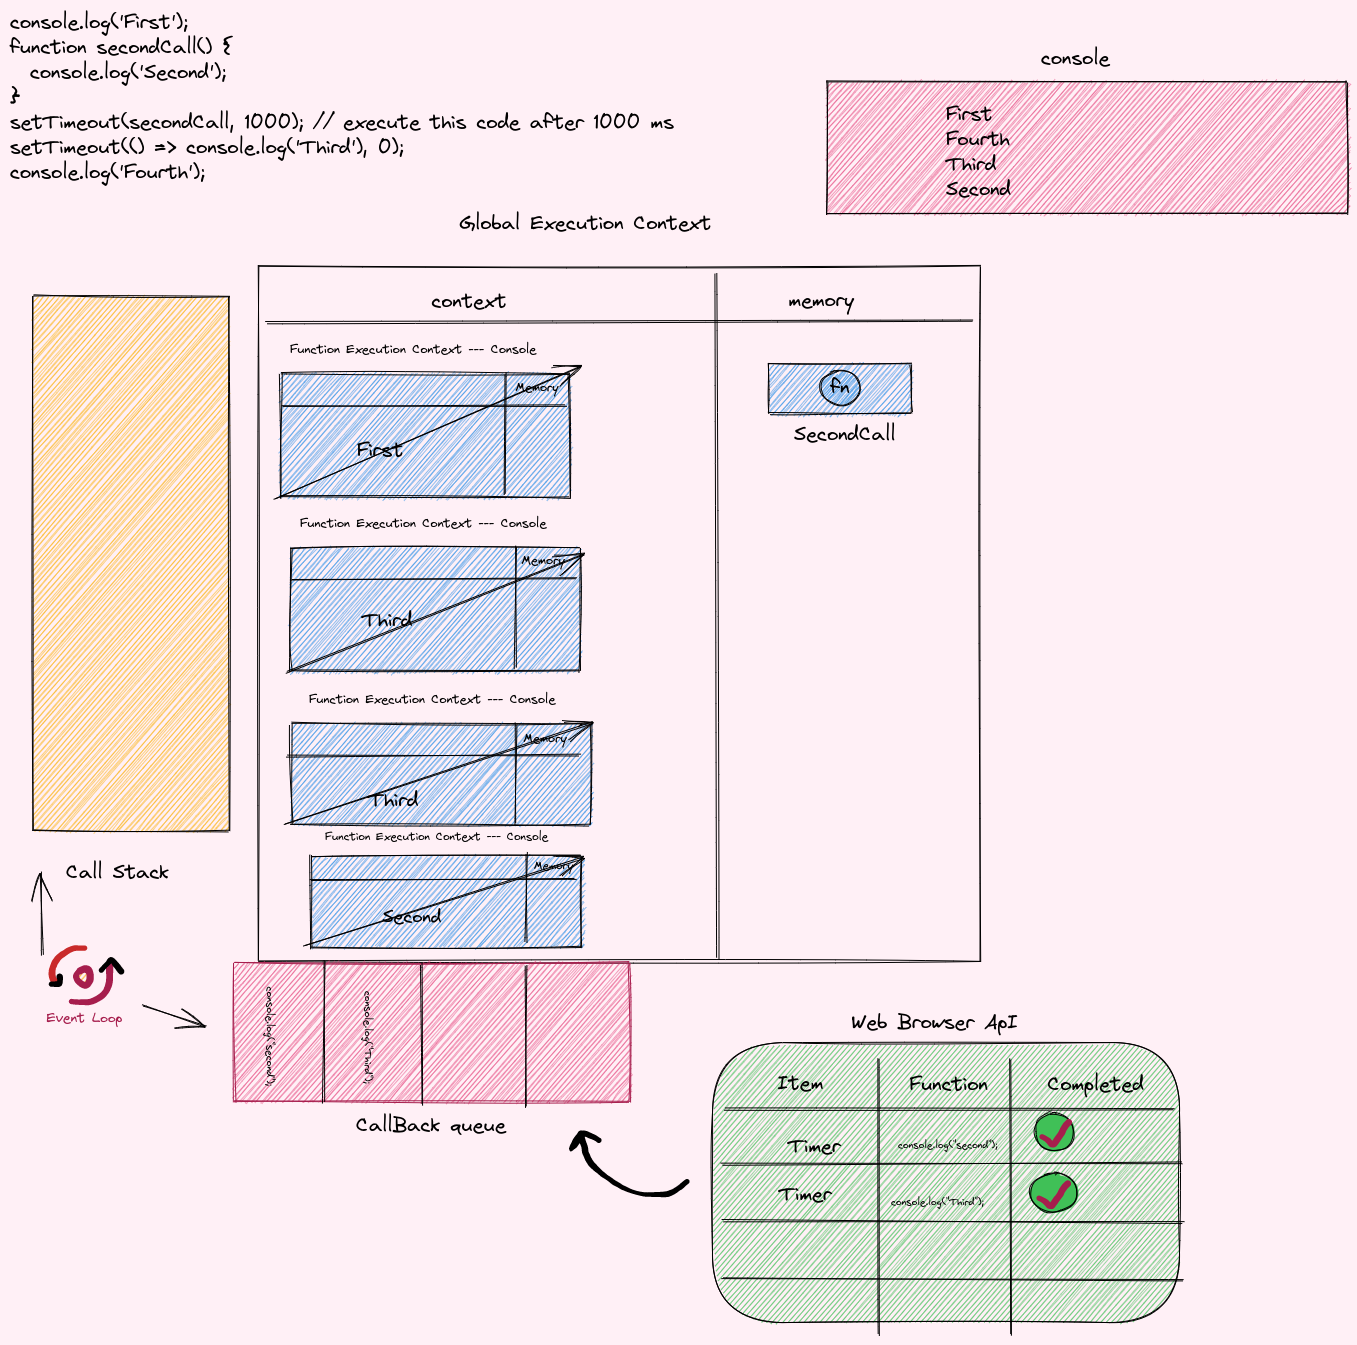 console.log('First');
function secondCall() {
  console.log('Second');
}
setTimeout(secondCall, 1000); // execute this code after 1000 ms
setTimeout(() => console.log('Third'), 0);
console.log('Fourth');
console
First
Fourth
Third
Second
Global Execution Context
context
memory
Function Execution Context --- Console
Memory
First
fn
SecondCall
Function Execution Context --- Console
Memory
Third
Function Execution Context --- Console
Memory
Third
Function Execution Context --- Console
Memory
Second
Call Stack
Event Loop
console.log("second");
console.log("Third");
CallBack queue
Web Browser ApI
Item
Function
Completed
Timer
console.log("second");
Timer
console.log("Third");